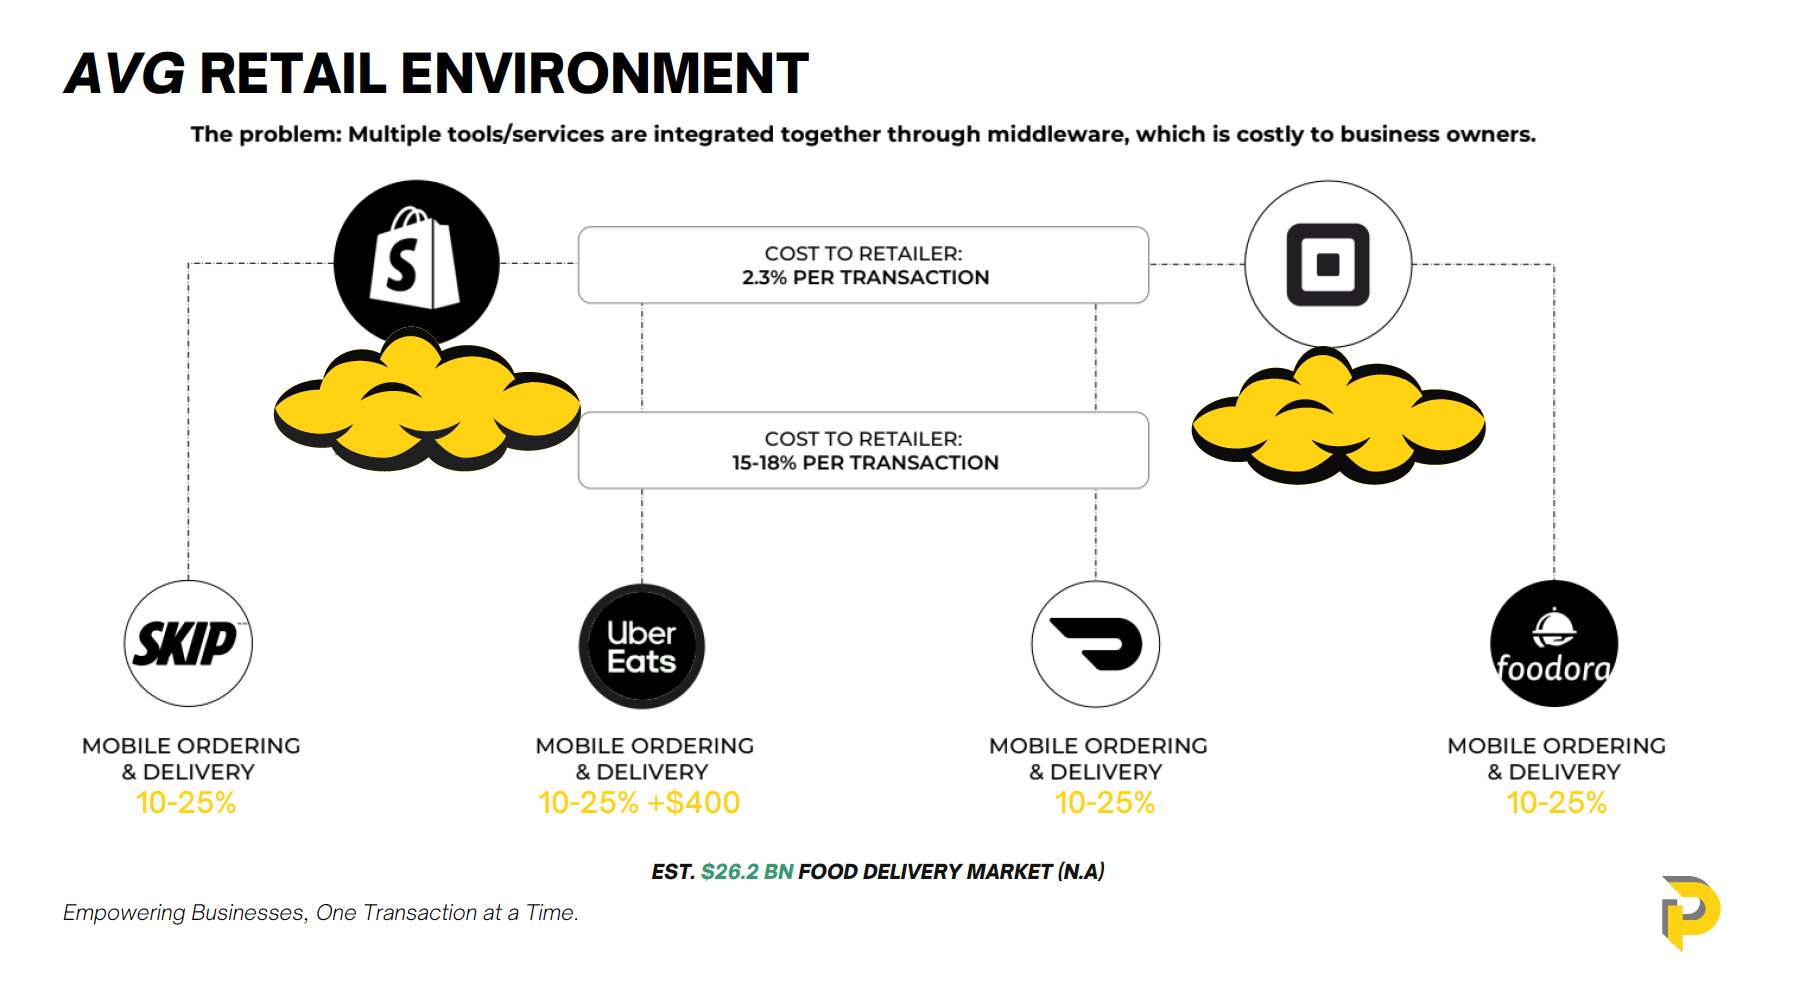 AVG RETAIL ENVIRONMENT
The problem: Multiple tools/services are integrated together through middleware, which is costly to business owners.
S
COST TO RETAILER:
2.3% PER TRANSACTION
COST TO RETAILER:
15-18% PER TRANSACTION
SKIP
Uber
Eats
foodora
MOBILE ORDERING
& DELIVERY
10-25%
MOBILE ORDERING
& DELIVERY
10-25% +$400
MOBILE ORDERING
& DELIVERY
10-25%
MOBILE ORDERING
& DELIVERY
10-25%
EST. $26.2 BN FOOD DELIVERY MARKET (N.A)
Empowering Businesses, One Transaction at a Time.